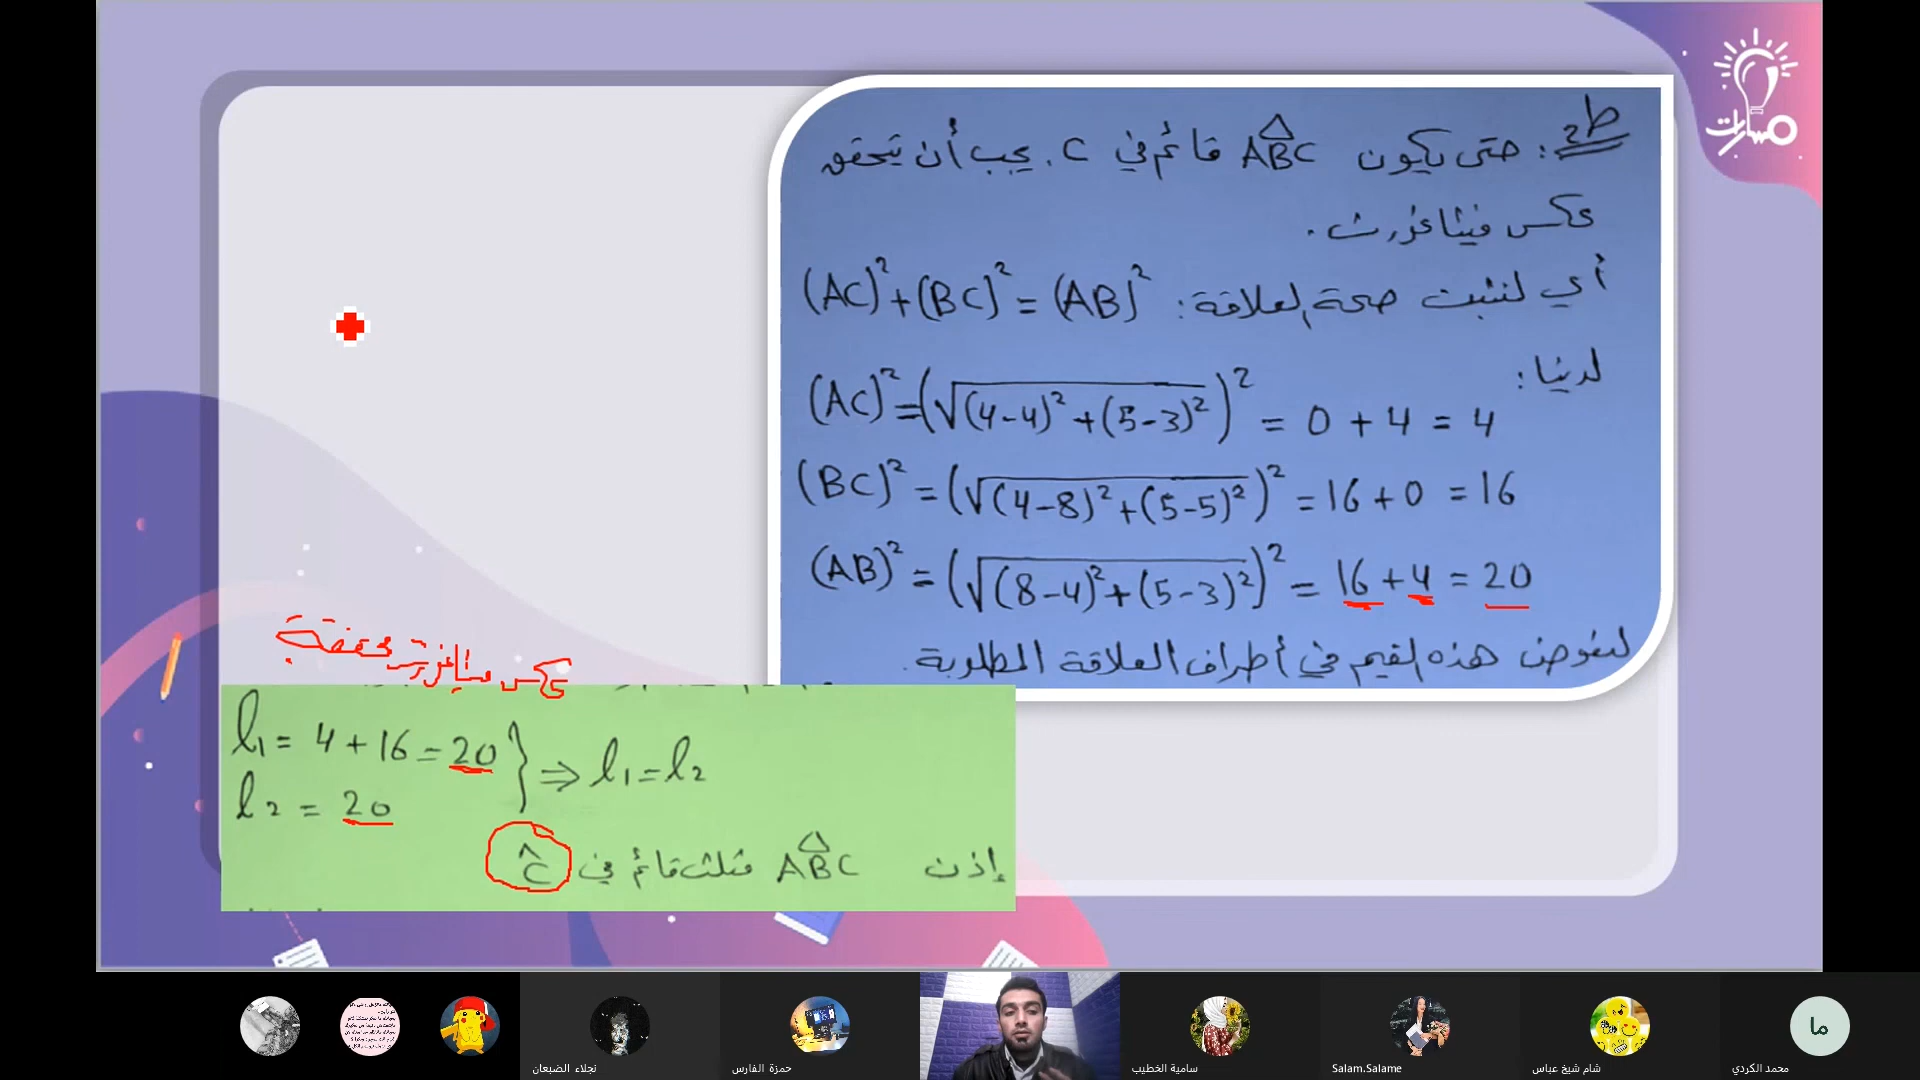 مسارات
ط2: حتى يكون ABC قائم في C. يجب أن تتحقق
عكس فيثاغورث.
أي لنثبت صحة العلاقة: (AC)²+(BC)²=(AB)²
لدينا:
(AC)²=(√(4-4)²+(5-3)²)² = 0+4 = 4
(BC)²=(√(4-8)²+(5-5)²)² = 16+0 = 16
(AB)²=(√(8-4)²+(5-3)²)² = 16+4 = 20
لنعوض هذه القيم في أطراف العلاقة المطلوبة.
عكس فيثاغورث محققة
l₁ = 4+16 = 20
l₂ = 20
} ⇒ l₁=l₂
إذن ABC مثلث قائم في Ĉ
نجلاء الضبعان
حمزة الفارس
سامية الخطيب
Salam.Salame
شام شيخ عباس
محمد الكردي
ما